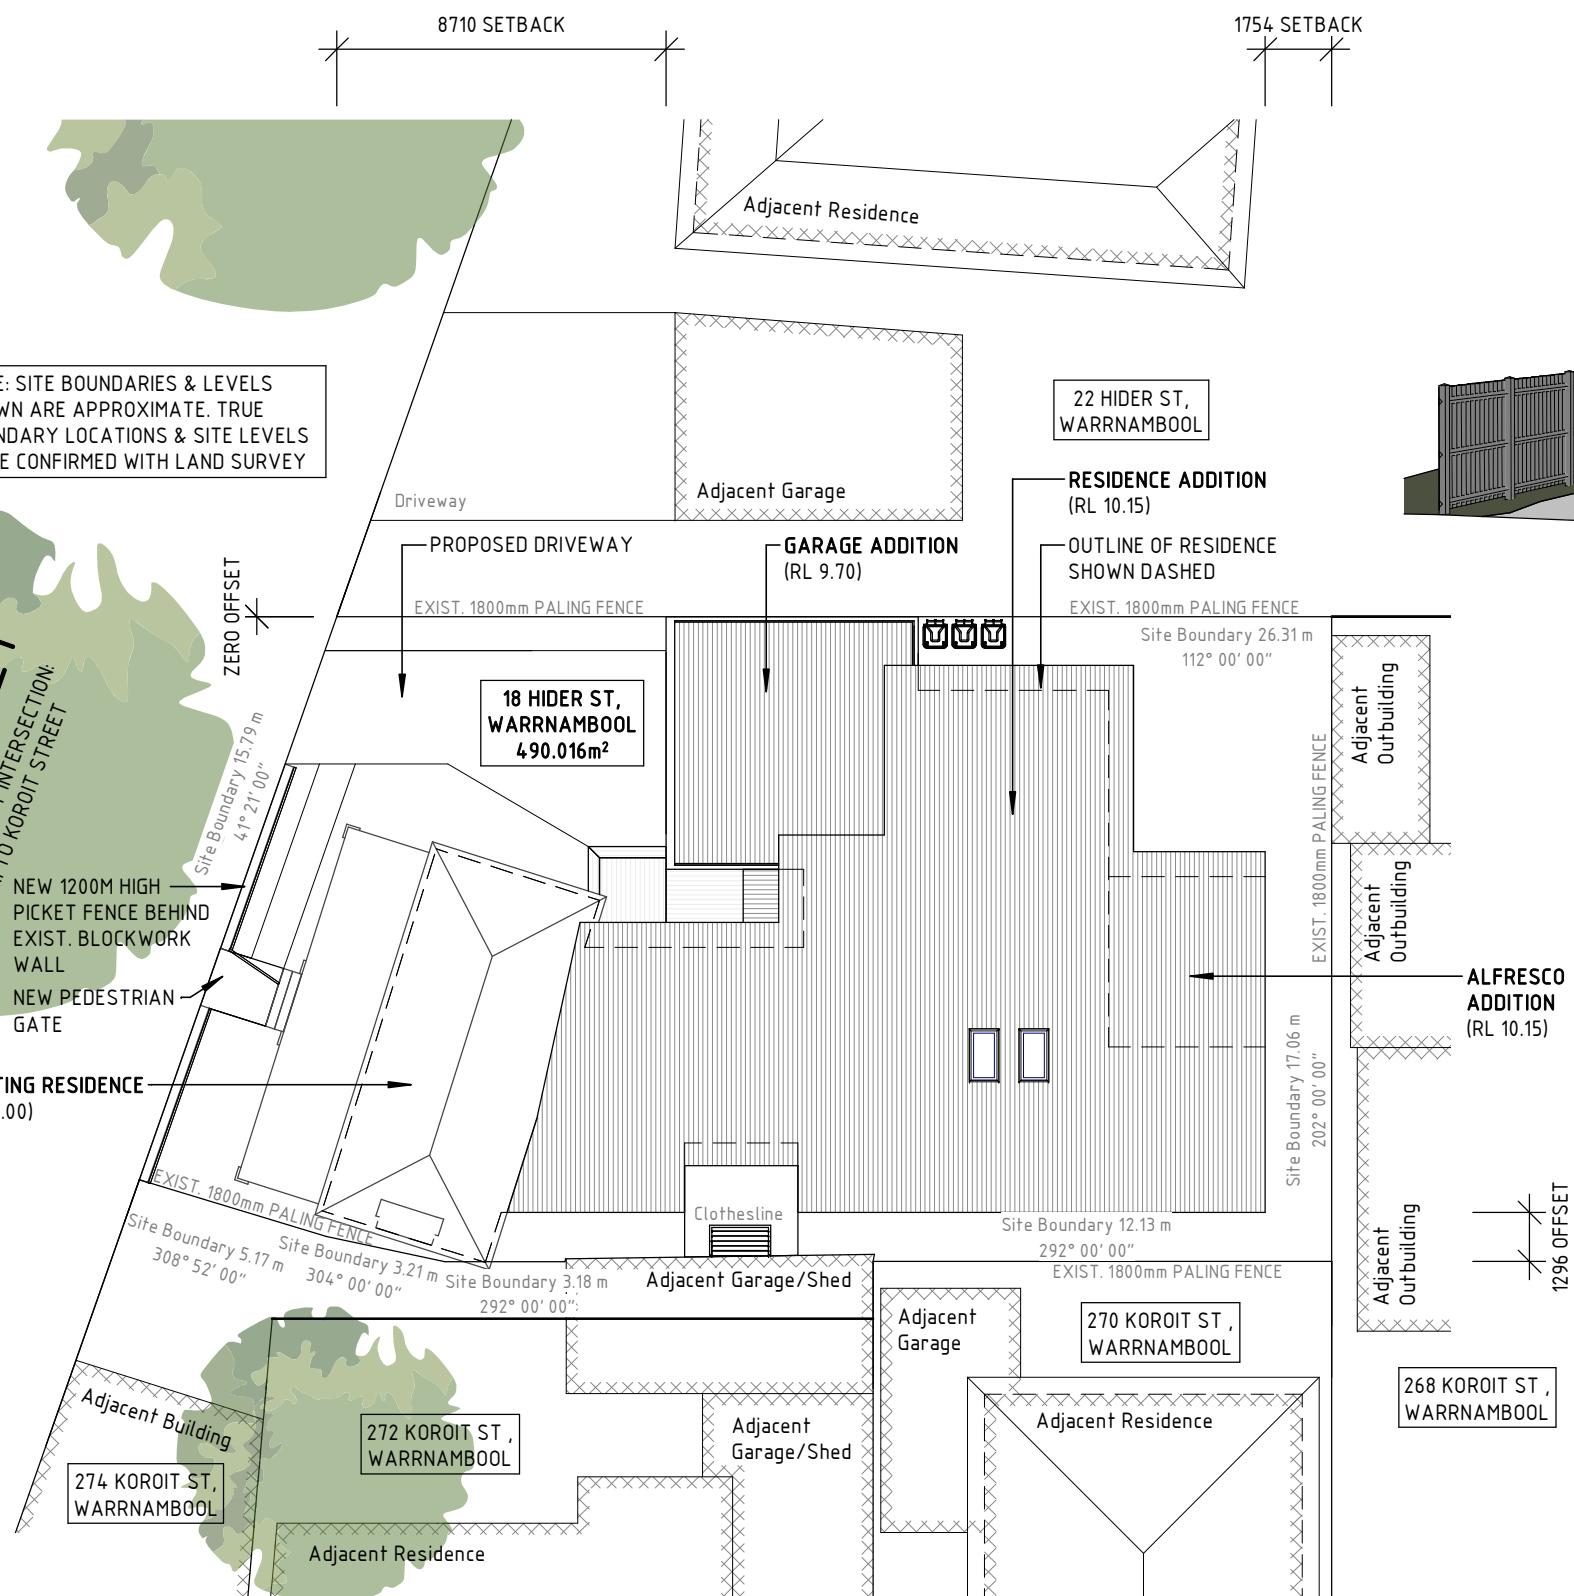 8710 SETBACK
1754 SETBACK
Adjacent Residence
E: SITE BOUNDARIES & LEVELS
WN ARE APPROXIMATE. TRUE
NDARY LOCATIONS & SITE LEVELS
E CONFIRMED WITH LAND SURVEY
22 HIDER ST,
WARRNAMBOOL
Driveway
Adjacent Garage
RESIDENCE ADDITION
(RL 10.15)
PROPOSED DRIVEWAY
GARAGE ADDITION
(RL 9.70)
OUTLINE OF RESIDENCE
SHOWN DASHED
ZERO OFFSET
EXIST. 1800mm PALING FENCE
EXIST. 1800mm PALING FENCE
Site Boundary 26.31 m
112° 00' 00"
INTERSECTION:
TO KOROIT STREET
18 HIDER ST,
WARRNAMBOOL
490.016m²
Site Boundary 15.79 m
41° 21' 00"
Adjacent
Outbuilding
EXIST. 1800mm PALING FENCE
NEW 1200M HIGH
PICKET FENCE BEHIND
EXIST. BLOCKWORK
WALL
NEW PEDESTRIAN
GATE
Adjacent
Outbuilding
ALFRESCO
ADDITION
(RL 10.15)
TING RESIDENCE
.00)
Site Boundary 17.06 m
202° 00' 00"
EXIST. 1800mm PALING FENCE
Site Boundary 5.17 m
308° 52' 00"
Site Boundary 3.21 m
304° 00' 00"
Site Boundary 3.18 m
292° 00' 00"
Clothesline
Site Boundary 12.13 m
292° 00' 00"
EXIST. 1800mm PALING FENCE
Adjacent
Outbuilding
1296 OFFSET
Adjacent Garage/Shed
Adjacent
Garage
270 KOROIT ST ,
WARRNAMBOOL
268 KOROIT ST ,
WARRNAMBOOL
Adjacent Building
272 KOROIT ST ,
WARRNAMBOOL
Adjacent
Garage/Shed
Adjacent Residence
274 KOROIT ST,
WARRNAMBOOL
Adjacent Residence